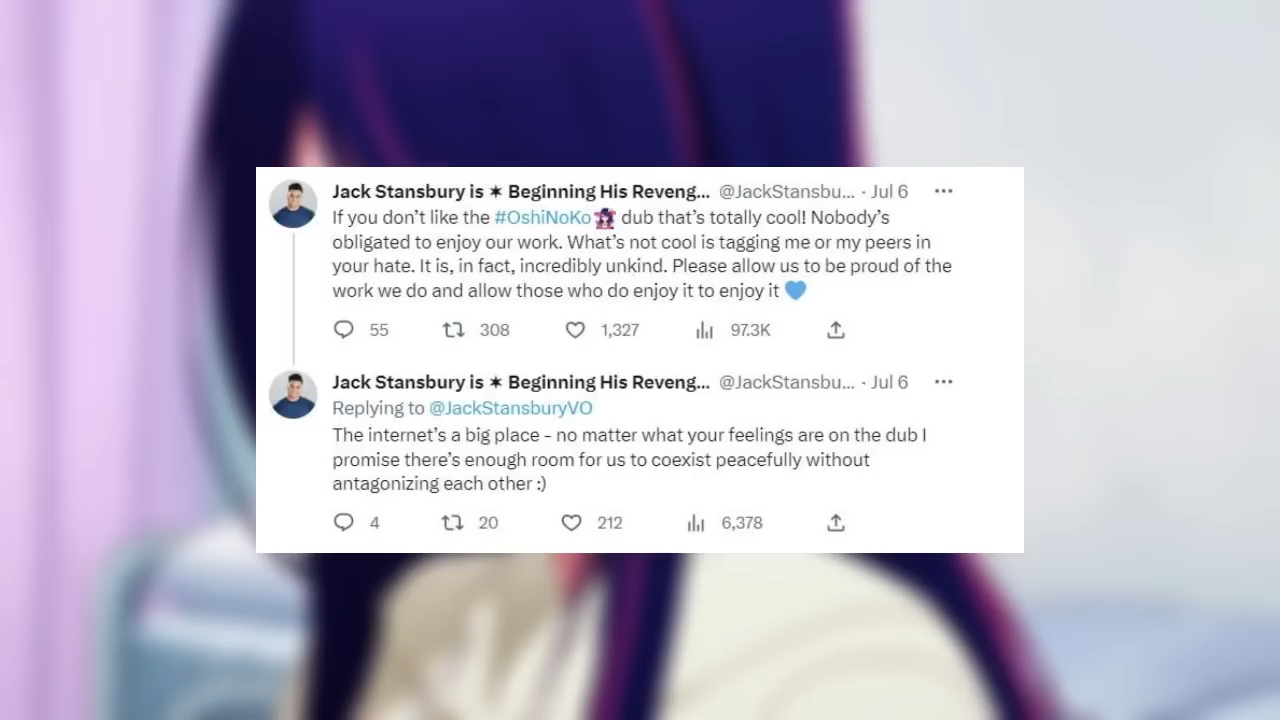 Jack Stansbury is ✶ Beginning His Reveng... @JackStansbu... · Jul 6 ···
If you don’t like the #OshiNoKo dub that’s totally cool! Nobody’s
obligated to enjoy our work. What’s not cool is tagging me or my peers in
your hate. It is, in fact, incredibly unkind. Please allow us to be proud of the
work we do and allow those who do enjoy it to enjoy it 💙
55 308 1,327 97.3K
Jack Stansbury is ✶ Beginning His Reveng... @JackStansbu... · Jul 6 ···
Replying to @JackStansburyVO
The internet’s a big place - no matter what your feelings are on the dub I
promise there’s enough room for us to coexist peacefully without
antagonizing each other :)
4 20 212 6,378